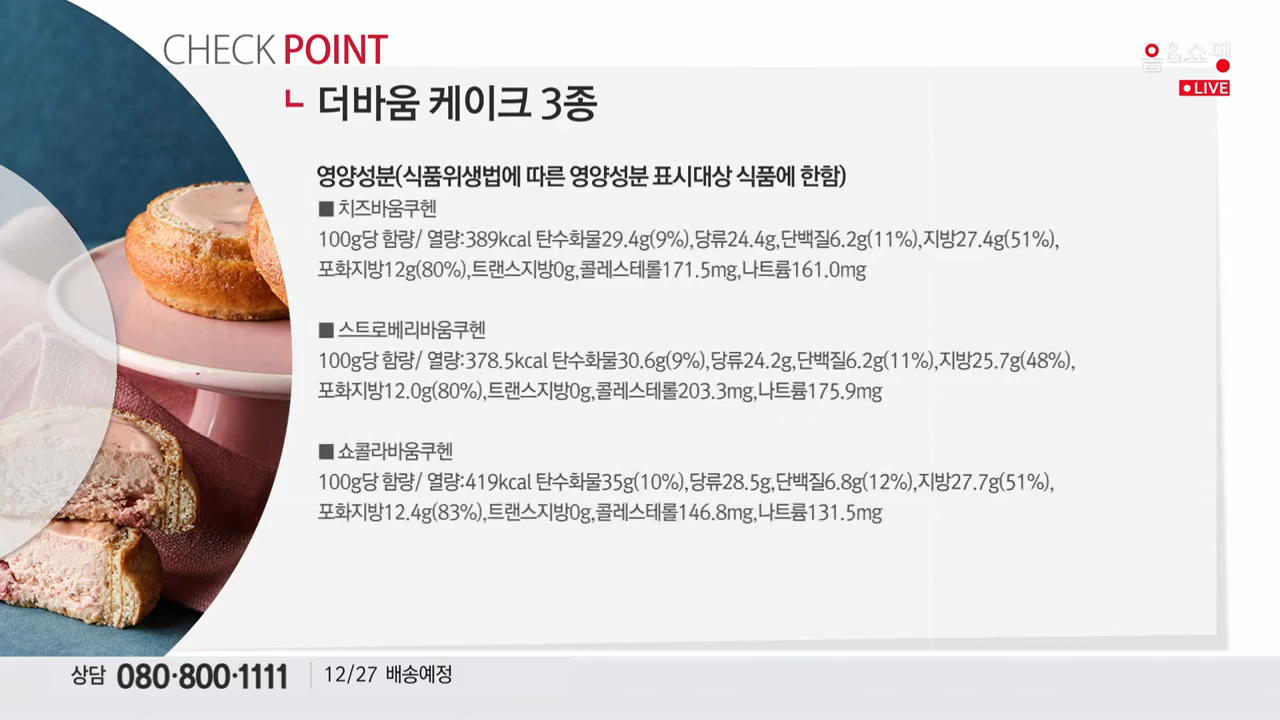 CHECK POINT
홈&쇼핑
LIVE
더바움 케이크 3종
영양성분(식품위생법에 따른 영양성분 표시대상 식품에 한함)
■ 치즈바움쿠헨
100g당 함량/ 열량:389kcal 탄수화물29.4g(9%),당류24.4g,단백질6.2g(11%),지방27.4g(51%),
포화지방12g(80%),트랜스지방0g,콜레스테롤171.5mg,나트륨161.0mg
■ 스트로베리바움쿠헨
100g당 함량/ 열량:378.5kcal 탄수화물30.6g(9%),당류24.2g,단백질6.2g(11%),지방25.7g(48%),
포화지방12.0g(80%),트랜스지방0g,콜레스테롤203.3mg,나트륨175.9mg
■ 쇼콜라바움쿠헨
100g당 함량/ 열량:419kcal 탄수화물35g(10%),당류28.5g,단백질6.8g(12%),지방27.7g(51%),
포화지방12.4g(83%),트랜스지방0g,콜레스테롤146.8mg,나트륨131.5mg
상담 080·800·1111 12/27 배송예정